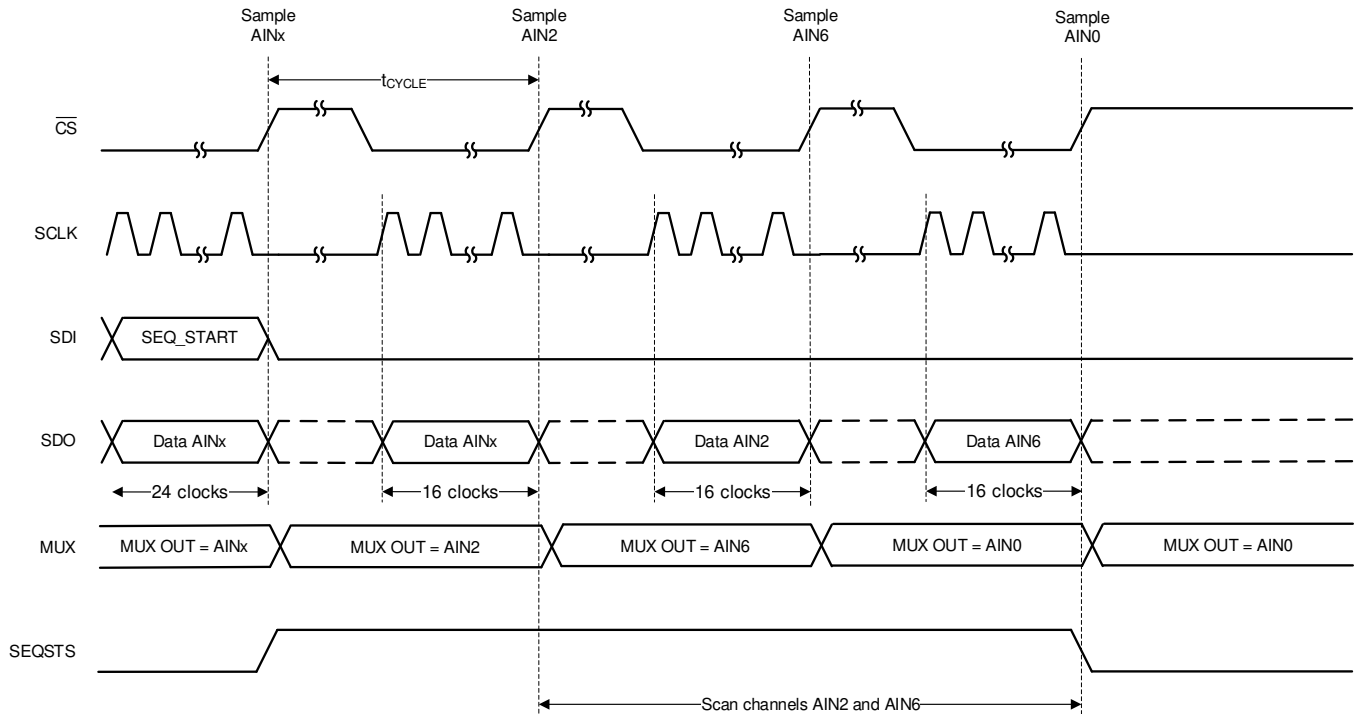 Sample
AINx
Sample
AIN2
Sample
AIN6
Sample
AIN0
tCYCLE
CS
SCLK
SDI
SEQ_START
SDO
Data AINx
Data AINx
Data AIN2
Data AIN6
24 clocks
16 clocks
16 clocks
16 clocks
MUX
MUX OUT = AINx
MUX OUT = AIN2
MUX OUT = AIN6
MUX OUT = AIN0
MUX OUT = AIN0
SEQSTS
Scan channels AIN2 and AIN6